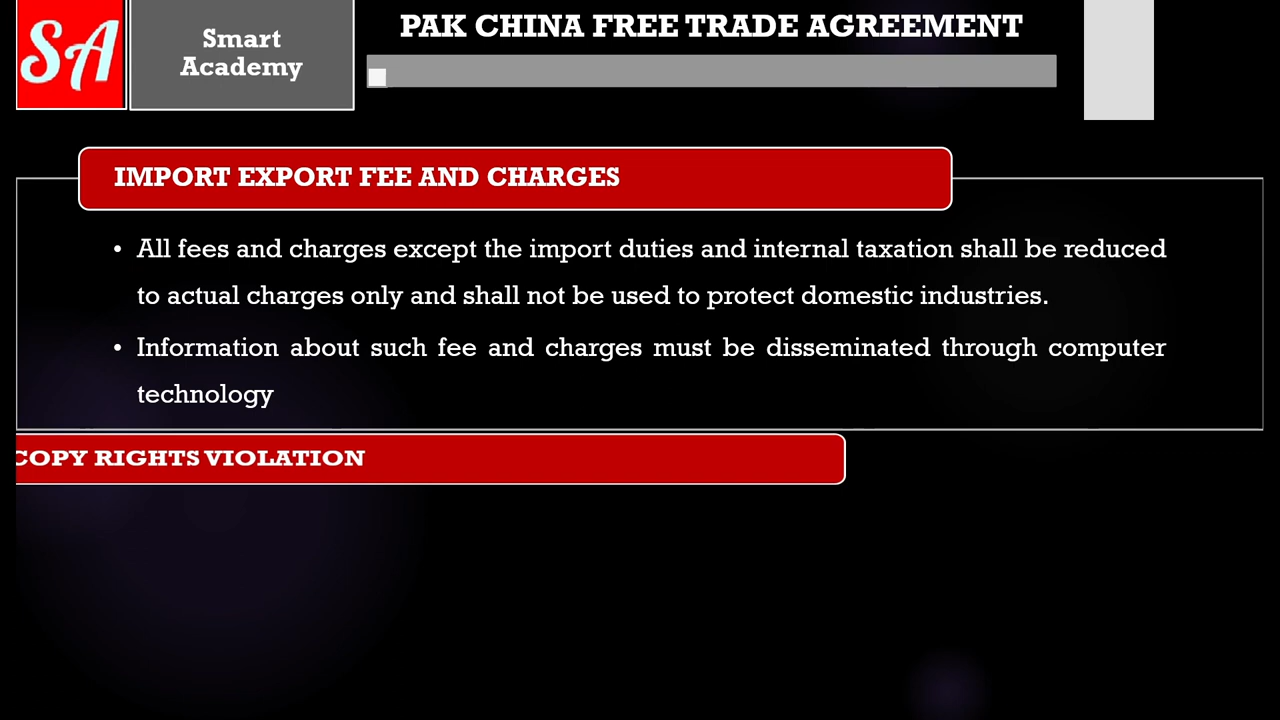 SA
Smart
Academy
PAK CHINA FREE TRADE AGREEMENT
IMPORT EXPORT FEE AND CHARGES
• All fees and charges except the import duties and internal taxation shall be reduced
to actual charges only and shall not be used to protect domestic industries.
• Information about such fee and charges must be disseminated through computer
technology
COPY RIGHTS VIOLATION